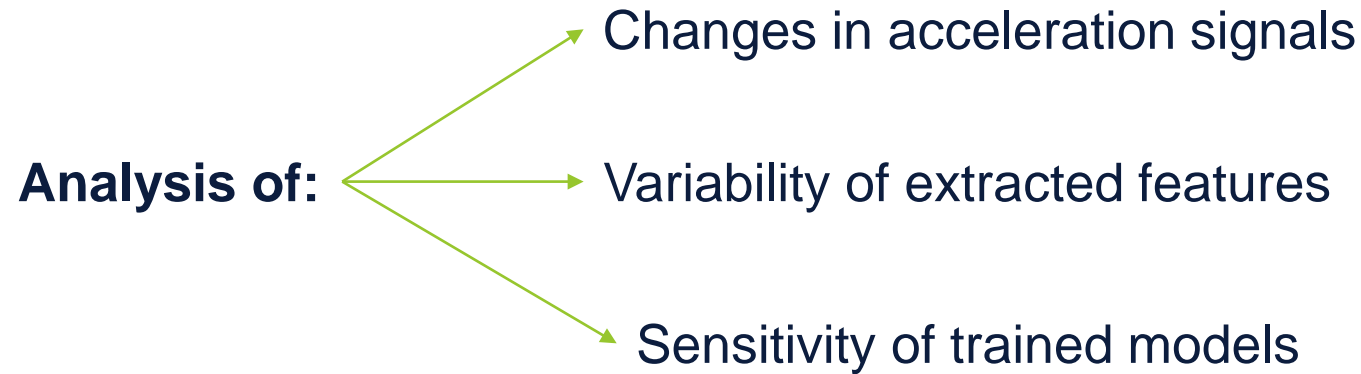 Changes in acceleration signals
Analysis of:
Variability of extracted features
Sensitivity of trained models